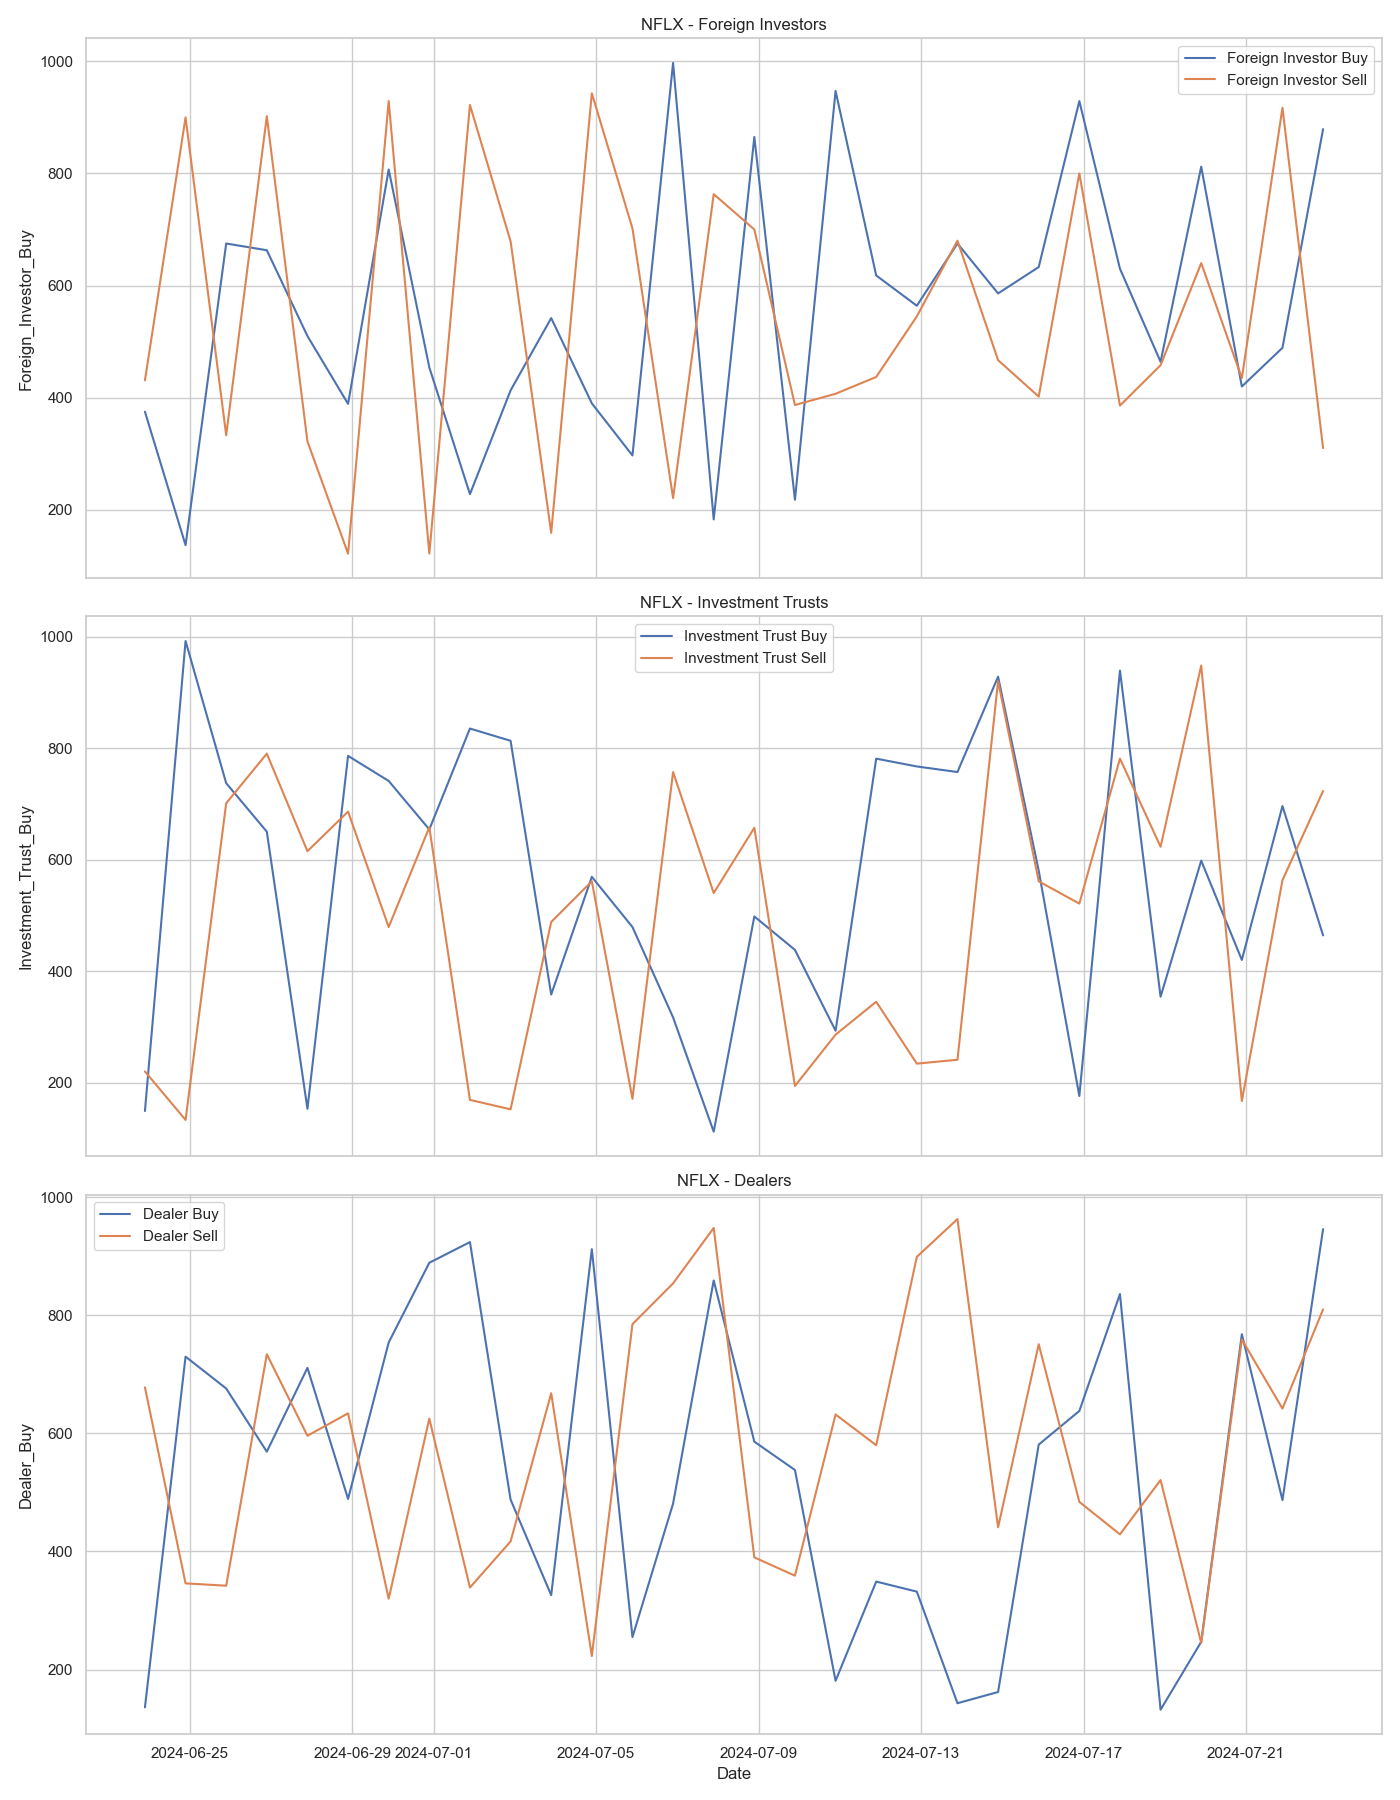 NFLX - Foreign Investors
Foreign Investor Buy
Foreign Investor Sell
1000
800
600
400
200
Foreign_Investor_Buy
NFLX - Investment Trusts
Investment Trust Buy
Investment Trust Sell
1000
800
600
400
200
Investment_Trust_Buy
NFLX - Dealers
Dealer Buy
Dealer Sell
1000
800
600
400
200
Dealer_Buy
2024-06-25 2024-06-29 2024-07-01 2024-07-05 2024-07-09 2024-07-13 2024-07-17 2024-07-21
Date